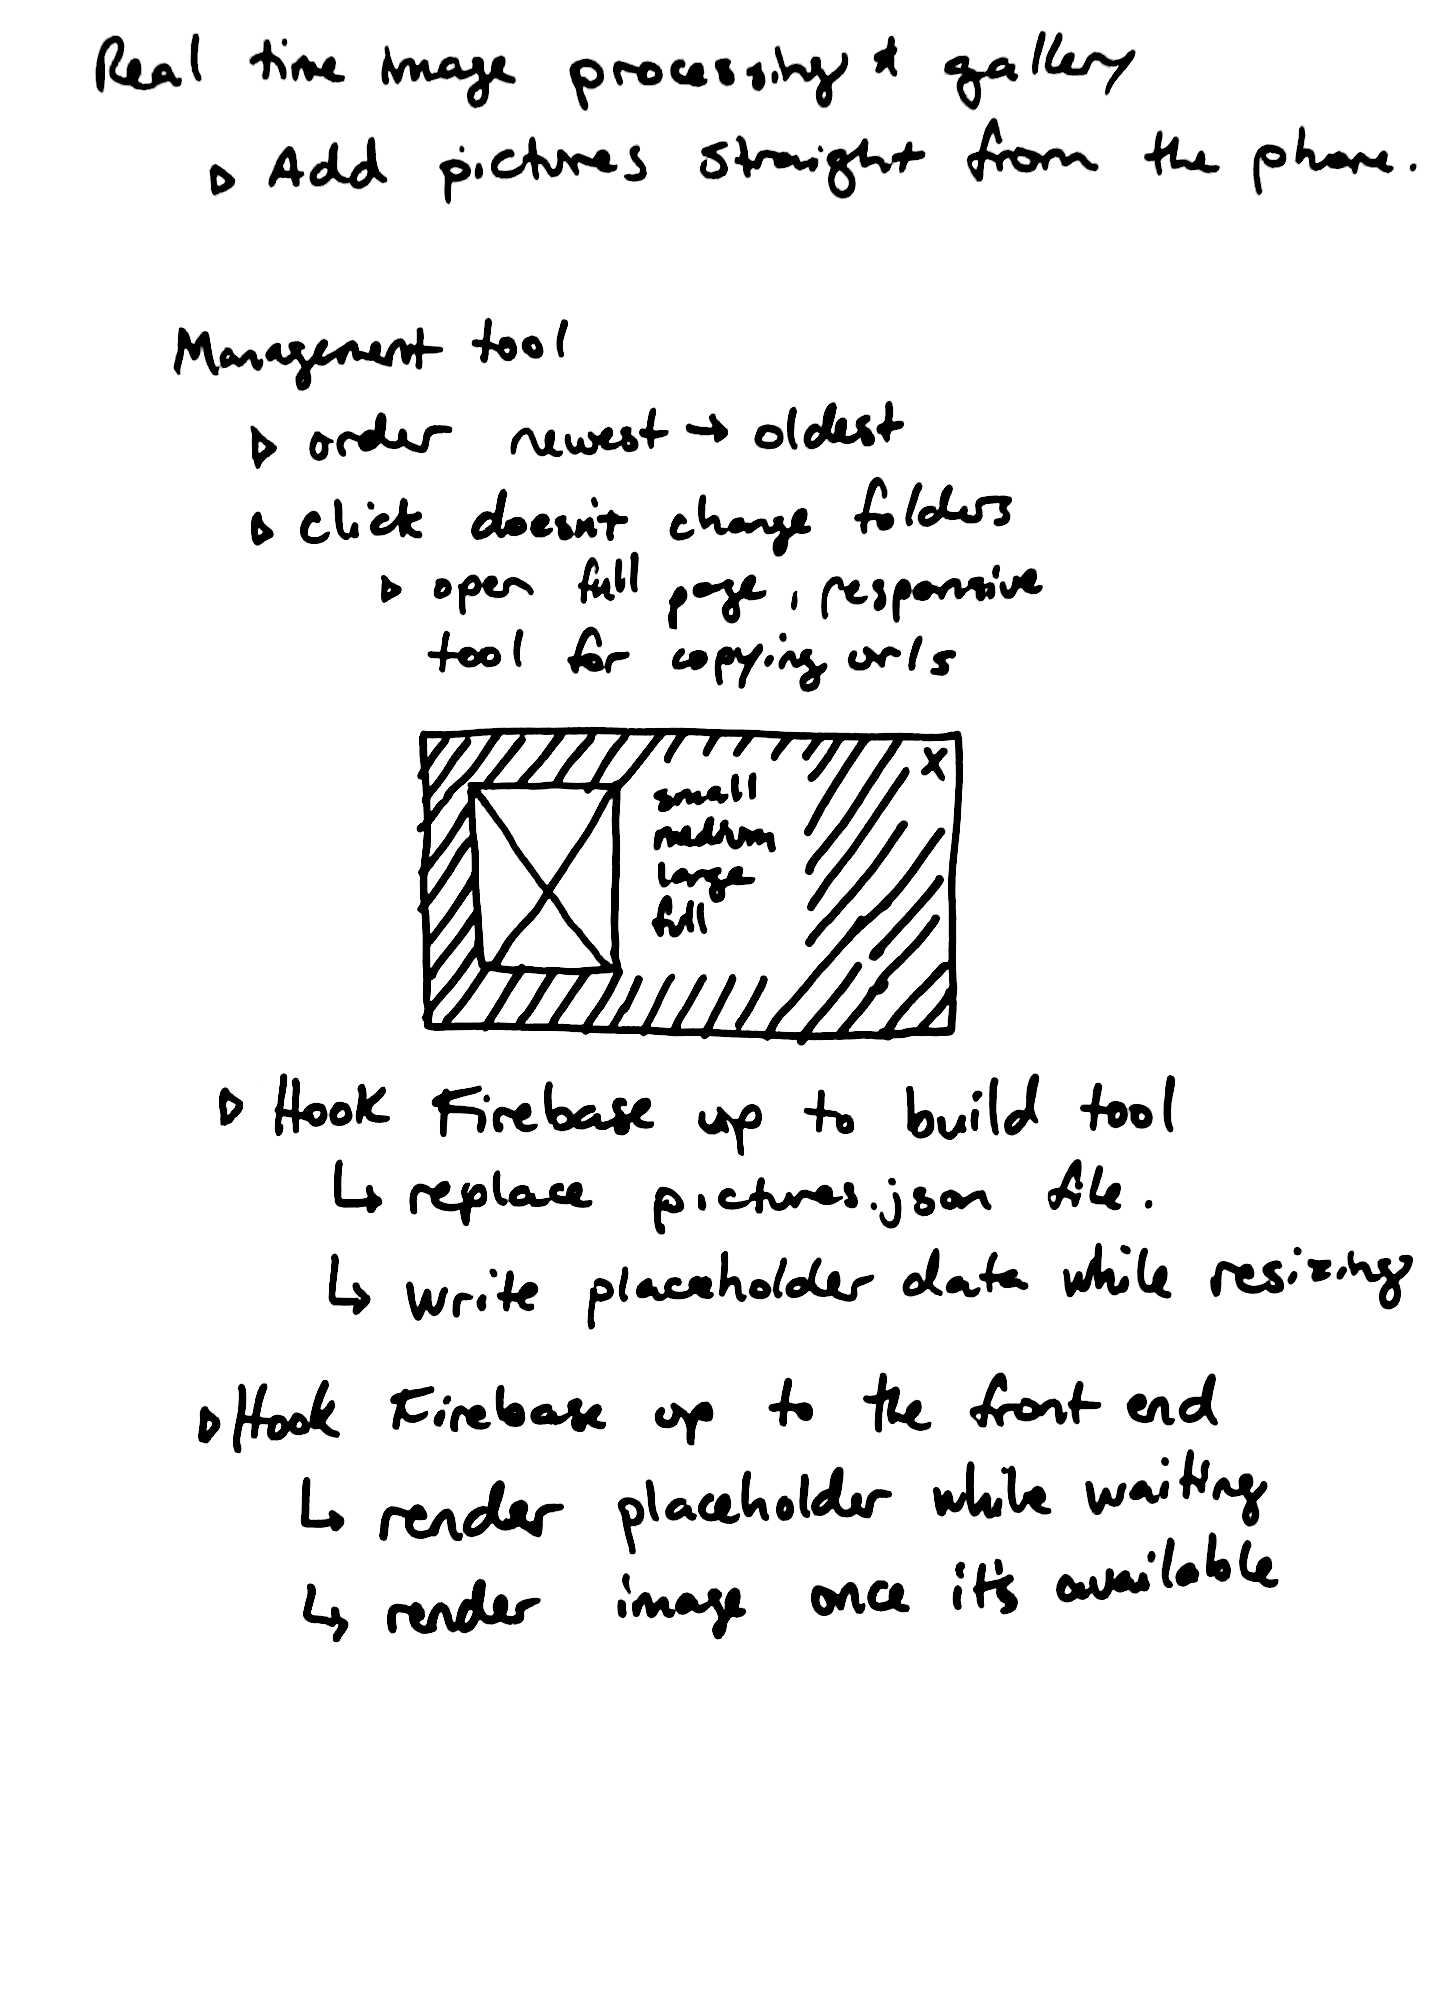 Real time image processing & gallery
▹ Add pictures straight from the phone.
Management tool
▹ order newest → oldest
▹ click doesn't change folders
▹ open full page, responsive
tool for copying urls
X
small
medium
large
full
▹ Hook Firebase up to build tool
↳ replace pictures.json file.
↳ write placeholder data while resizing
▹ Hook Firebase up to the front end
↳ render placeholder while waiting
↳ render image once it's available